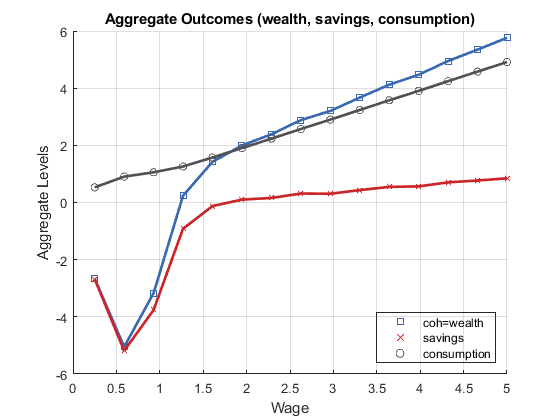 Aggregate Outcomes (wealth, savings, consumption)
6
4
2
0
-2
-4
-6
Aggregate Levels
coh=wealth
savings
consumption
0 0.5 1 1.5 2 2.5 3 3.5 4 4.5 5
Wage